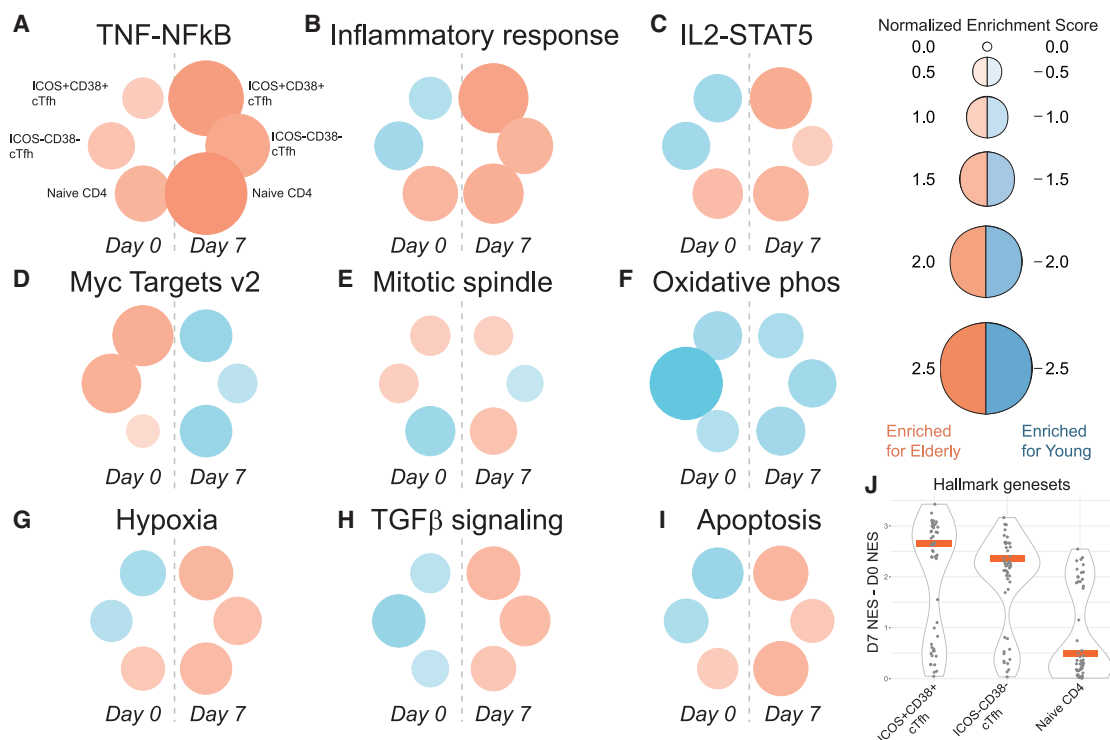 A
TNF-NFkB
ICOS+CD38+
cTfh
ICOS-CD38-
cTfh
Naive CD4
ICOS+CD38+
cTfh
ICOS-CD38-
cTfh
Naive CD4
Day 0 Day 7
B
Inflammatory response
Day 0 Day 7
C
IL2-STAT5
Day 0 Day 7
Normalized Enrichment Score
0.0 0.0
0.5 −0.5
1.0 −1.0
1.5 −1.5
2.0 −2.0
2.5 −2.5
Enriched
for Elderly
Enriched
for Young
D
Myc Targets v2
Day 0 Day 7
E
Mitotic spindle
Day 0 Day 7
F
Oxidative phos
Day 0 Day 7
G
Hypoxia
Day 0 Day 7
H
TGFβ signaling
Day 0 Day 7
I
Apoptosis
Day 0 Day 7
J
Hallmark genesets
D7 NES - D0 NES
3
2
1
0
ICOS+CD38+
cTfh
ICOS-CD38-
cTfh
Naive CD4